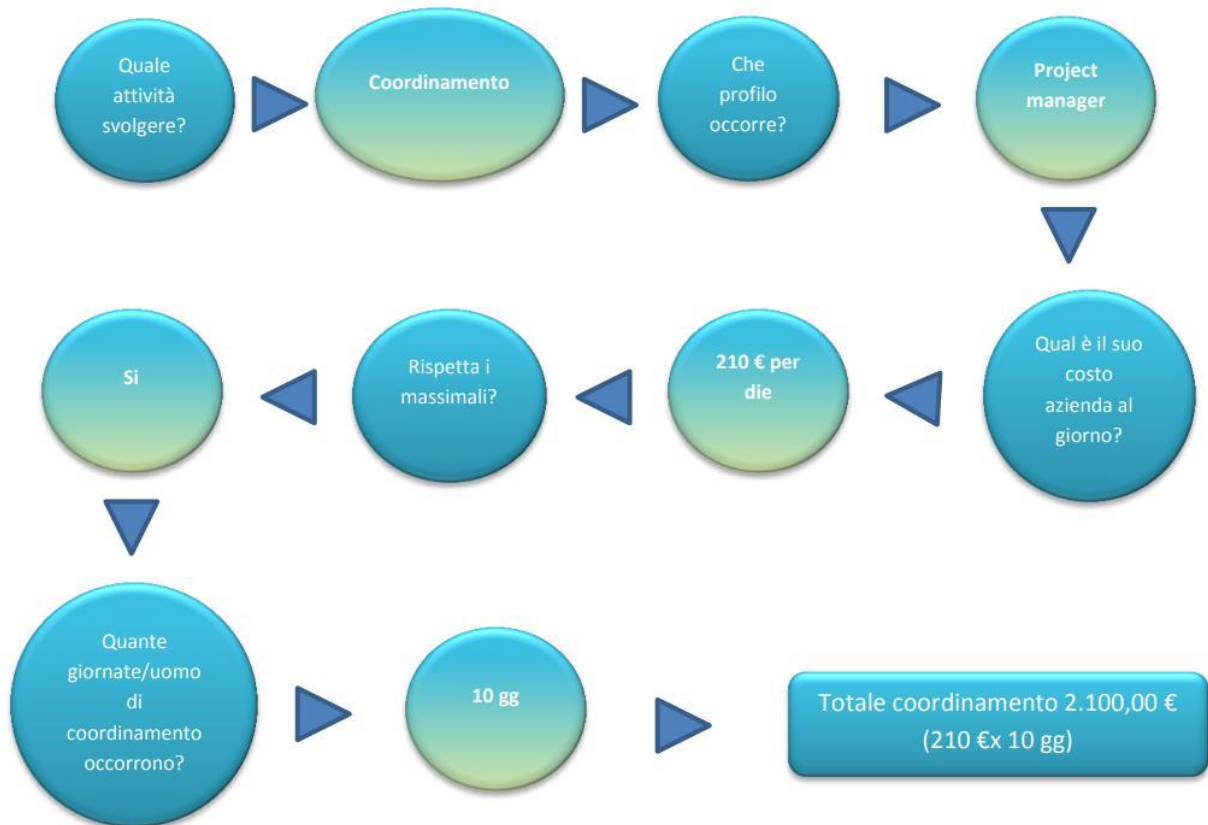 Quale
attività
svolgere?
Coordinamento
Che
profilo
occorre?
Project
manager
Qual è il suo
costo
azienda al
giorno?
210 € per
die
Rispetta i
massimali?
Si
Quante
giornate/uomo
di
coordinamento
occorrono?
10 gg
Totale coordinamento 2.100,00 €
(210 €x 10 gg)